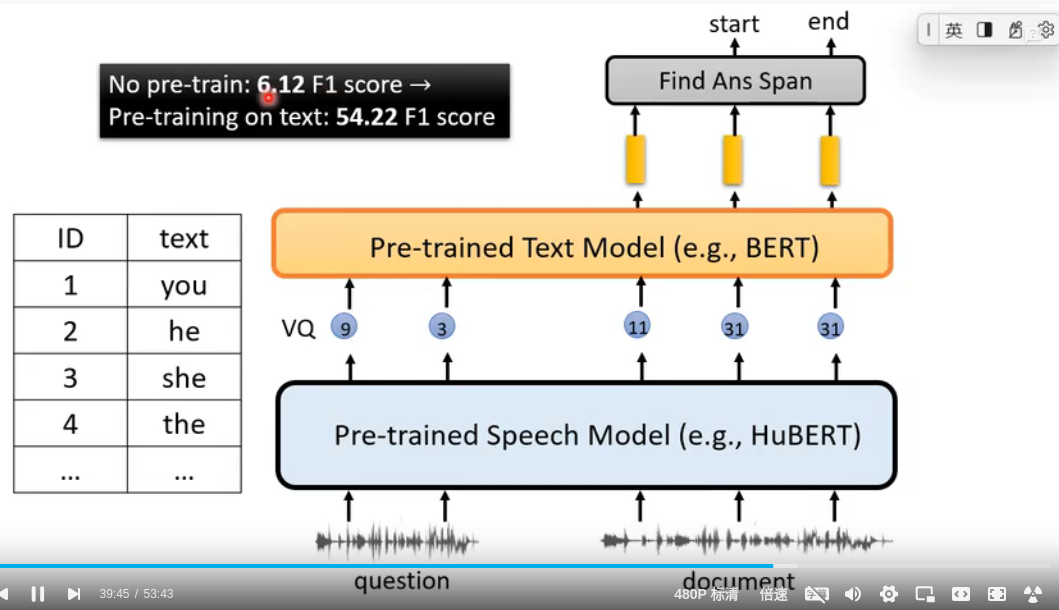 start end
英
No pre-train: 6.12 F1 score →
Pre-training on text: 54.22 F1 score
Find Ans Span
ID text
1 you
2 he
3 she
4 the
... ...
Pre-trained Text Model (e.g., BERT)
VQ 9 3 11 31 31
Pre-trained Speech Model (e.g., HuBERT)
question document
39:45 / 53:43 480P 标清 倍速